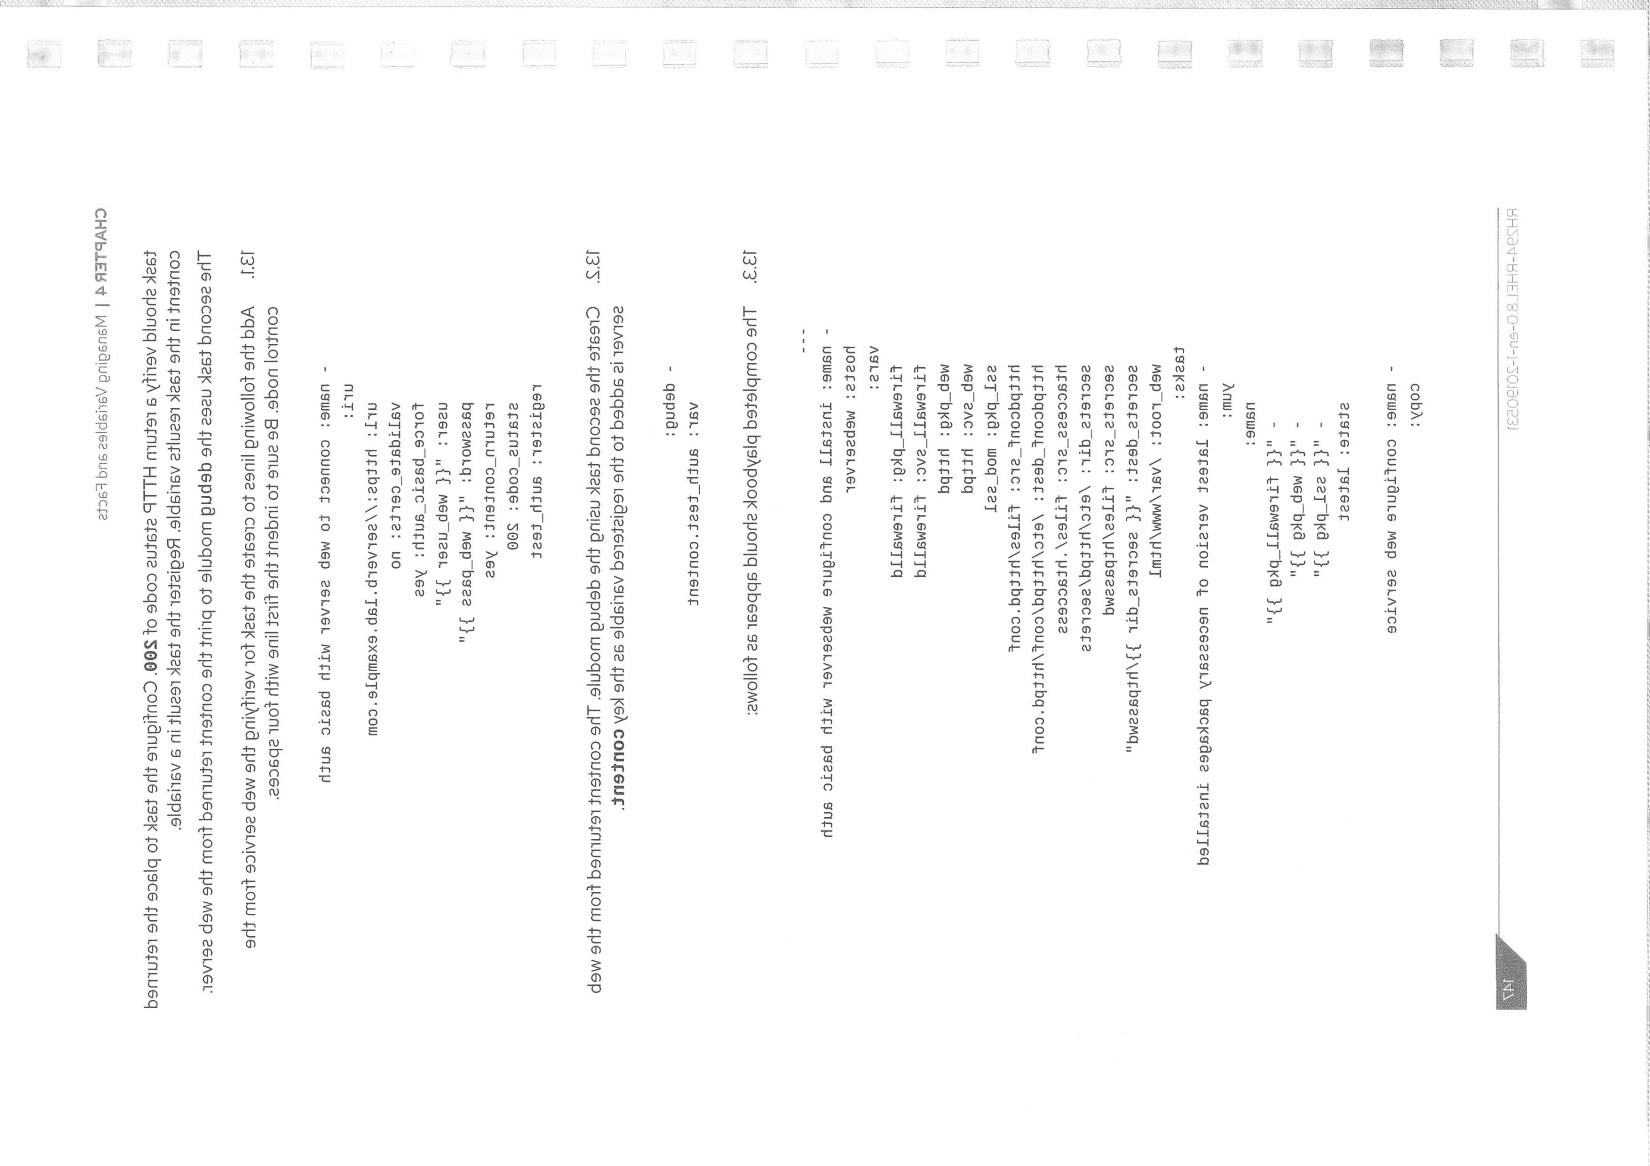 CHAPTER 4 | Managing Variables and Facts
task should verify a return HTTP status code of 200. Configure the task to place the returned
content in the task results variable. Register the task result in a variable.
The second task uses the debug module to print the content returned from the web server.
13.1. Add the following lines to create the task for verifying the web service from the
control node. Be sure to indent the first line with four spaces.
- name: connect to web server with basic auth
uri:
url: https://serverb.lab.example.com
validate_certs: no
force_basic_auth: yes
user: "{{ web_user }}"
password: "{{ web_pass }}"
return_content: yes
status_code: 200
register: auth_test
13.2. Create the second task using the debug module. The content returned from the web
server is added to the registered variable as the key content.
- debug:
var: auth_test.content
13.3. The completed playbook should appear as follows:
---
- name: install and configure webserver with basic auth
hosts: webserver
vars:
firewall_pkg: firewalld
firewall_svc: firewalld
web_pkg: httpd
web_svc: httpd
ssl_pkg: mod_ssl
httpdconf_src: files/httpd.conf
httpdconf_dest: /etc/httpd/conf/httpd.conf
htaccess_src: files/.htaccess
secrets_dir: /etc/httpd/secrets
secrets_src: files/htpasswd
secrets_dest: "{{ secrets_dir }}/htpasswd"
web_root: /var/www/html
tasks:
- name: latest version of necessary packages installed
yum:
name:
- "{{ firewall_pkg }}"
- "{{ web_pkg }}"
- "{{ ssl_pkg }}"
state: latest
- name: configure web service
copy:
RH294-RHEL8.0-en-1-20190531
147